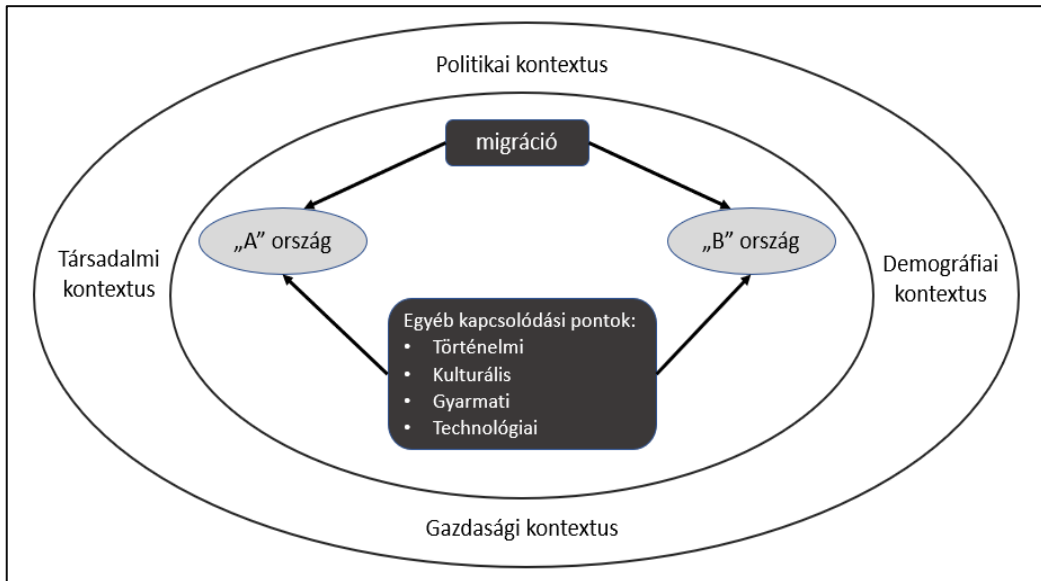 Politikai kontextus
migráció
„A” ország
„B” ország
Társadalmi
kontextus
Demográfiai
kontextus
Egyéb kapcsolódási pontok:
• Történelmi
• Kulturális
• Gyarmati
• Technológiai
Gazdasági kontextus